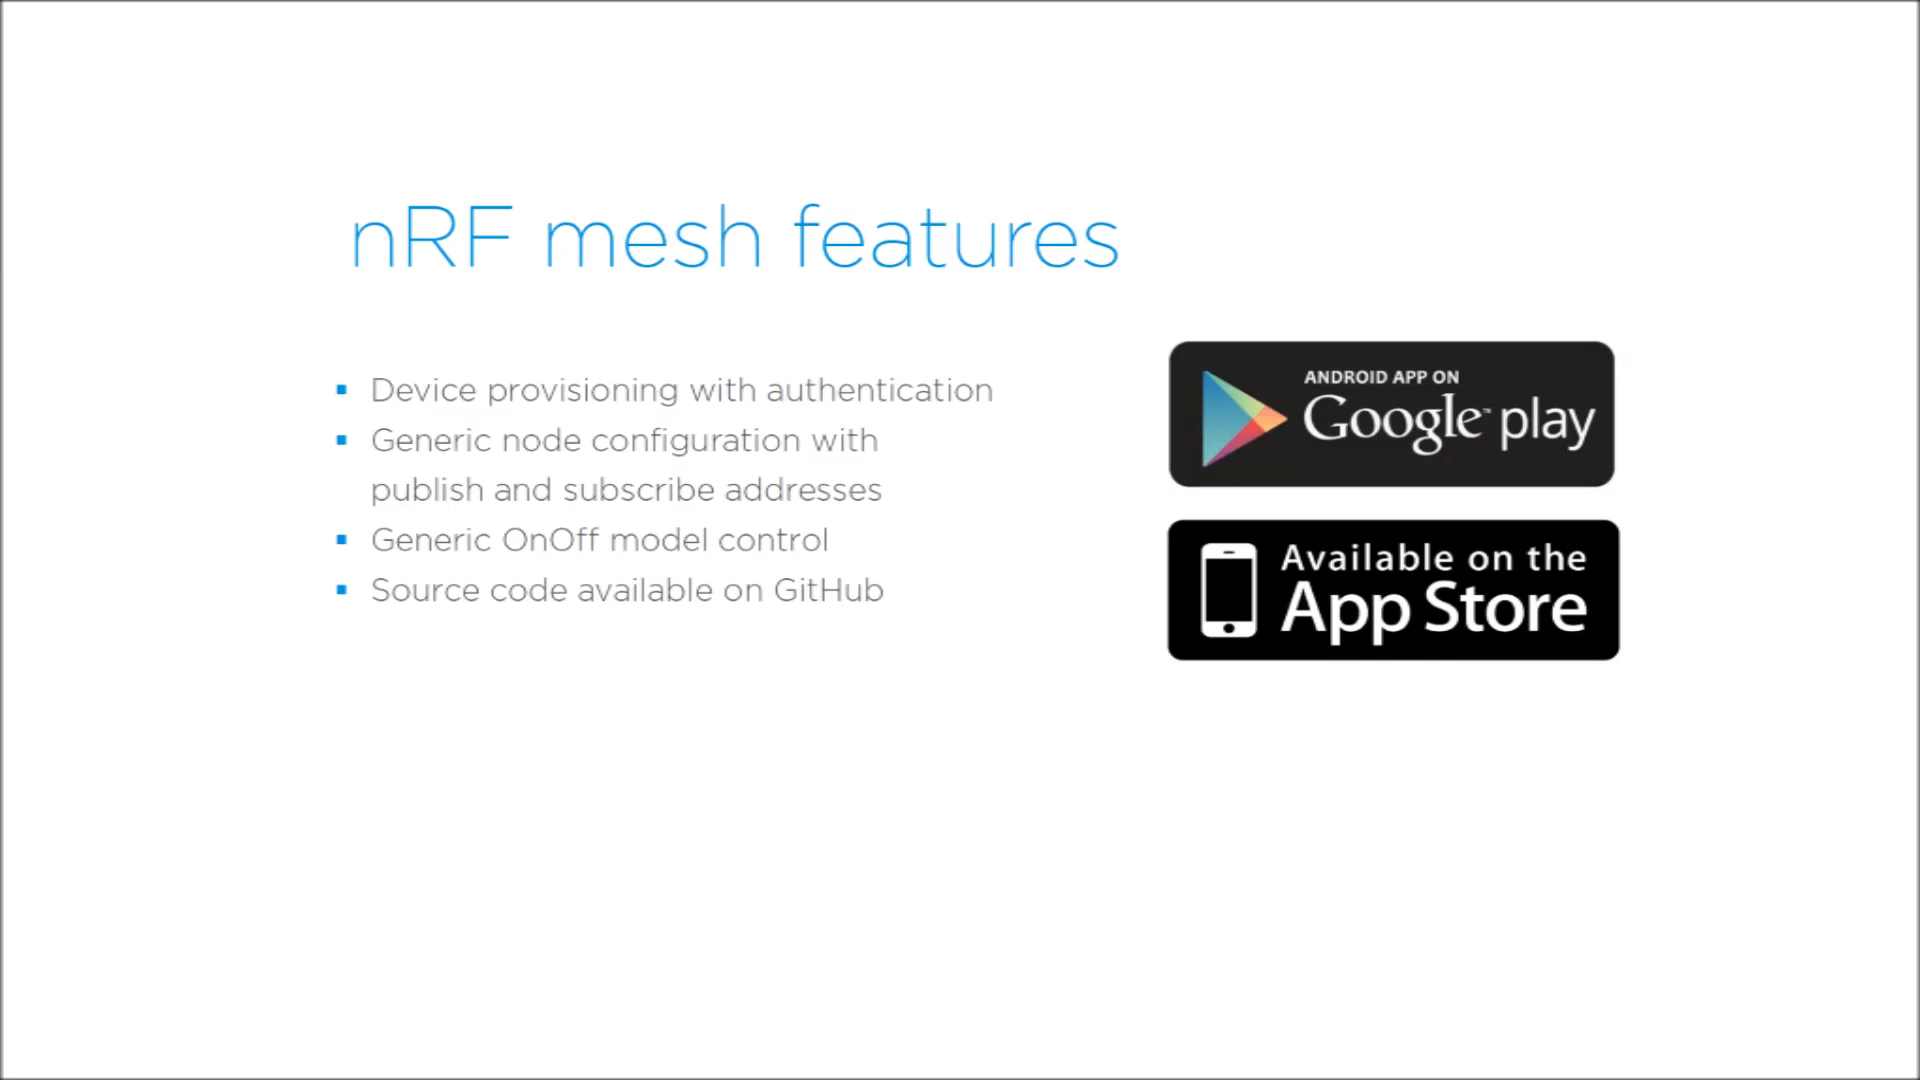 nRF mesh features
Device provisioning with authentication
Generic node configuration with
publish and subscribe addresses
Generic OnOff model control
Source code available on GitHub
ANDROID APP ON
Google™ play
Available on the
App Store